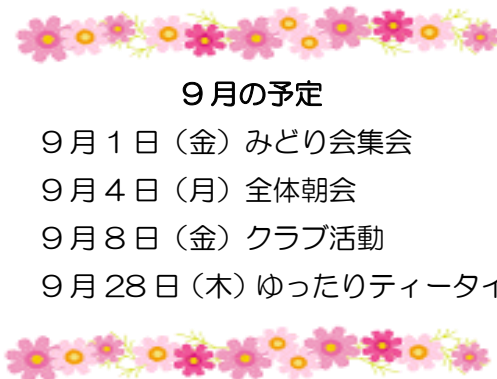 ９月の予定
９月１日（金）みどり会集会
９月４日（月）全体朝会
９月８日（金）クラブ活動
９月28日（木）ゆったりティータイ